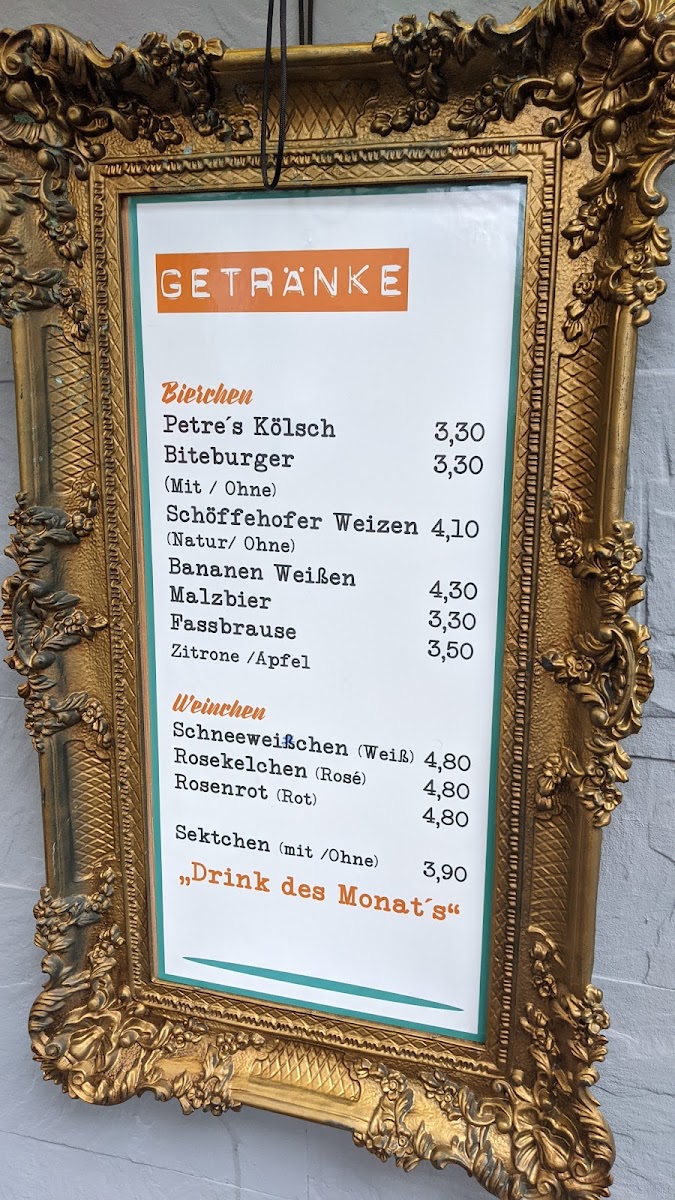 GETRÄNKE
Bierchen
Petre´s Kölsch 3,30
Biteburger 3,30
(Mit / Ohne)
Schöffehofer Weizen 4,10
(Natur/ Ohne)
Bananen Weißen 4,30
Malzbier 3,30
Fassbrause 3,50
Zitrone /Apfel
Weinchen
Schneeweißchen (Weiß) 4,80
Rosekelchen (Rosé) 4,80
Rosenrot (Rot) 4,80
Sektchen (mit /Ohne) 3,90
„Drink des Monat´s“